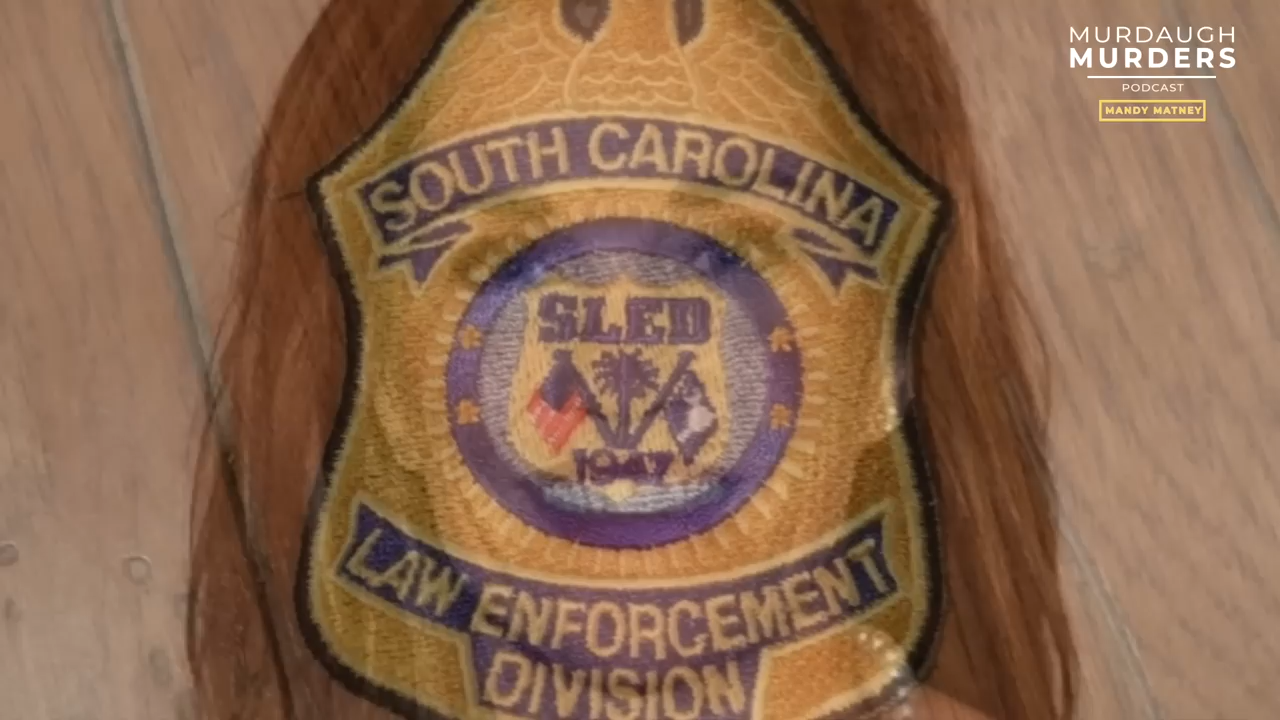 MURDAUGH
MURDERS
PODCAST
MANDY MATNEY
SOUTH CAROLINA
SLED
1947
LAW ENFORCEMENT
DIVISION